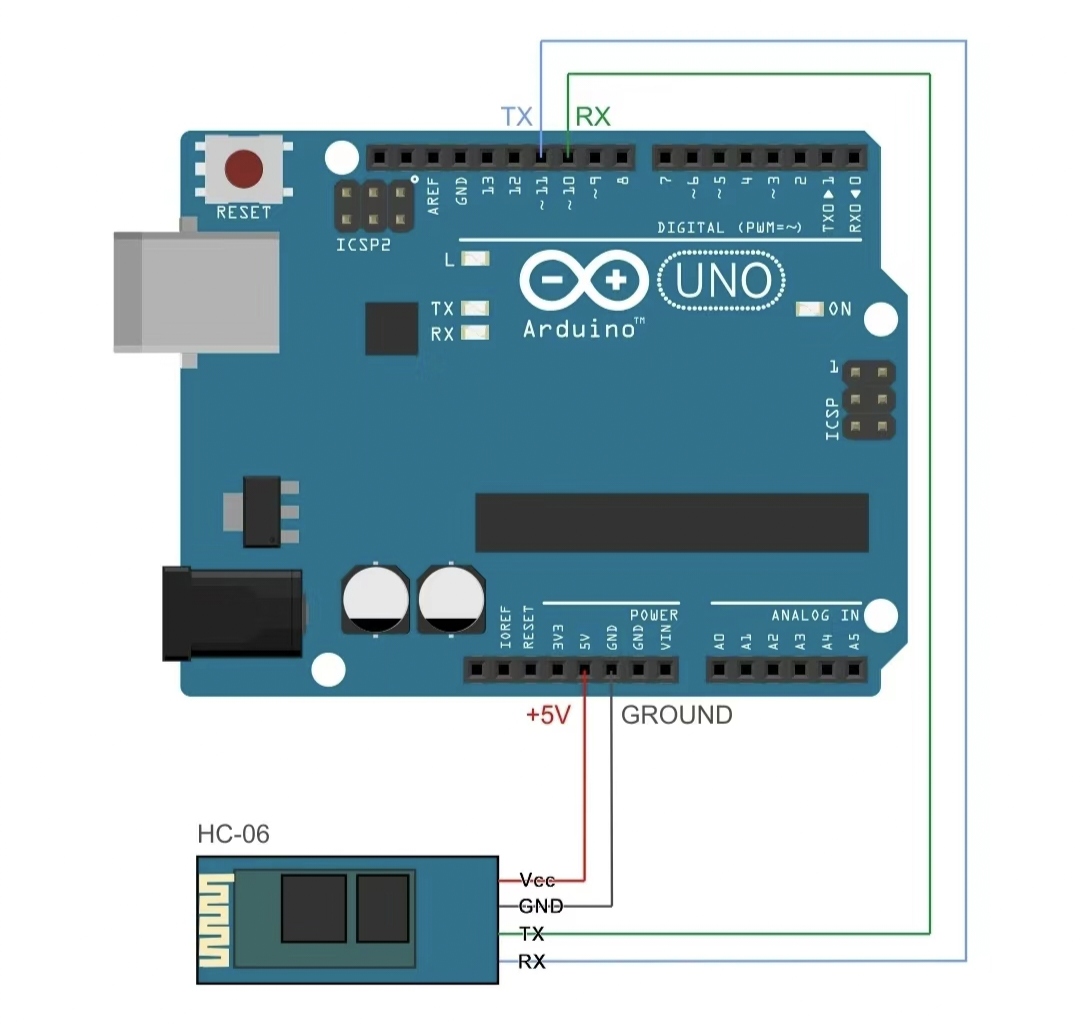 TX RX
RESET
ICSP2
AREF
GND
13
12
~11
~10
~9
8
7
~6
~5
4
~3
2
TX0▶1
RX0◀0
DIGITAL (PWM=~)
L
TX
RX
Arduino™
UNO
ON
1
ICSP
IOREF
RESET
3V3
5V
GND
GND
VIN
POWER
A0
A1
A2
A3
A4
A5
ANALOG IN
+5V GROUND
HC-06
Vcc
GND
TX
RX